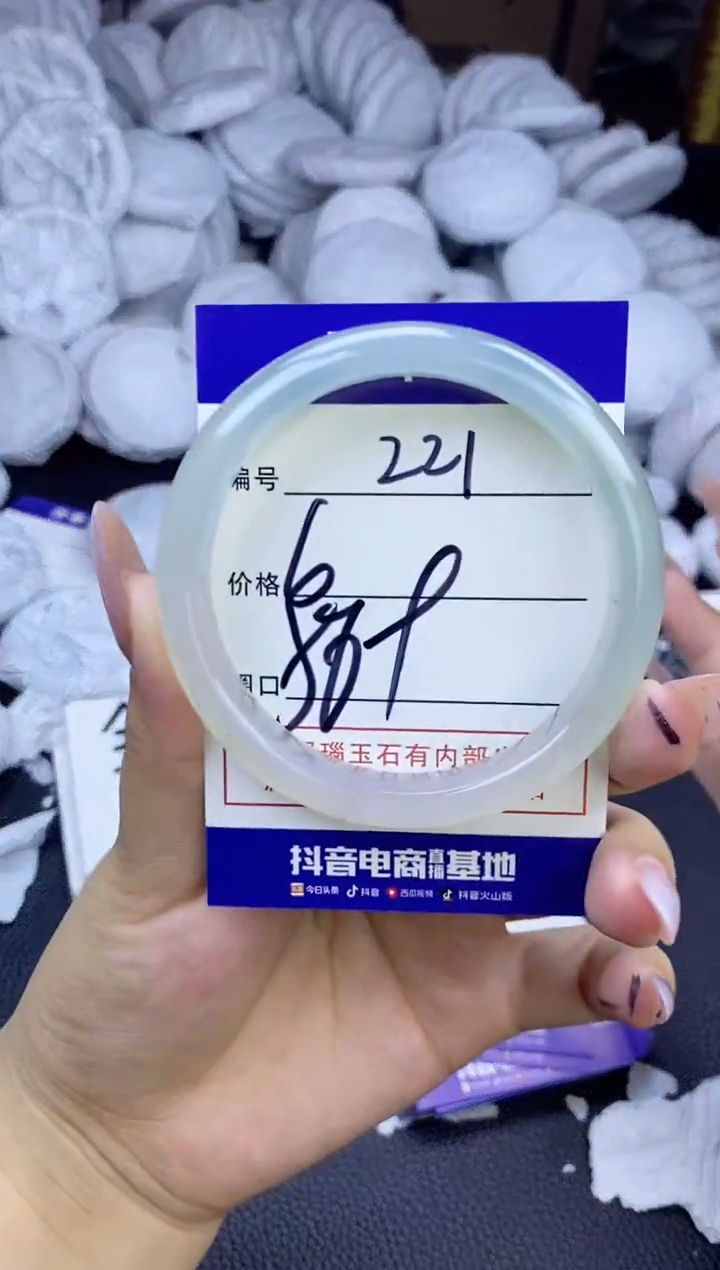 编号 221
价格
圈口
瑙玉石有内部
抖音电商直播基地
今日头条 抖音 西瓜视频 抖音火山版